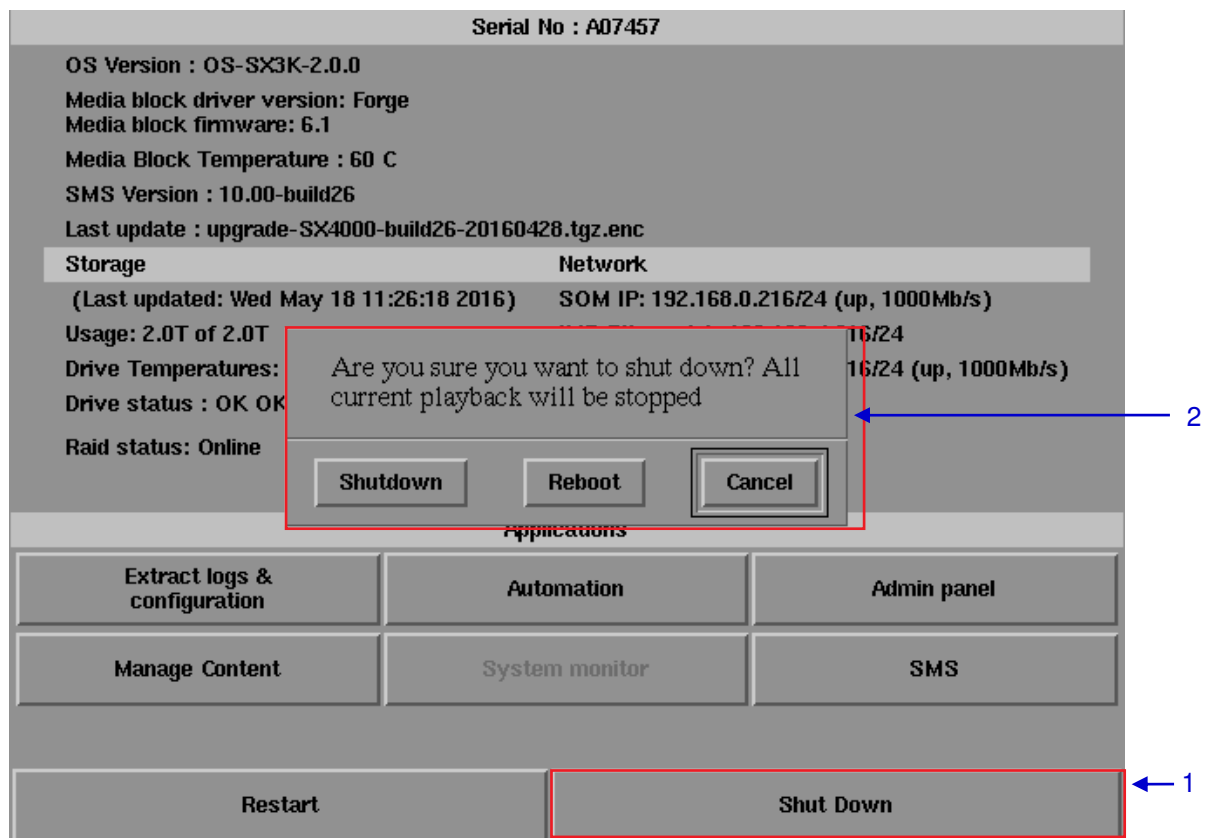 Serial No : A07457
OS Version : OS-SX3K-2.0.0
Media block driver version: Forge
Media block firmware: 6.1
Media Block Temperature : 60 C
SMS Version : 10.00-build26
Last update : upgrade-SX4000-build26-20160428.tgz.enc
Storage Network
(Last updated: Wed May 18 11:26:18 2016) SOM IP: 192.168.0.216/24 (up, 1000Mb/s)
Usage: 2.0T of 2.0T 16/24
Drive Temperatures: 16/24 (up, 1000Mb/s)
Drive status : OK OK
Raid status: Online
Are you sure you want to shut down? All
current playback will be stopped
2
Shutdown Reboot Cancel
Applications
Extract logs &
configuration
Automation
Admin panel
Manage Content System monitor SMS
Restart Shut Down
1